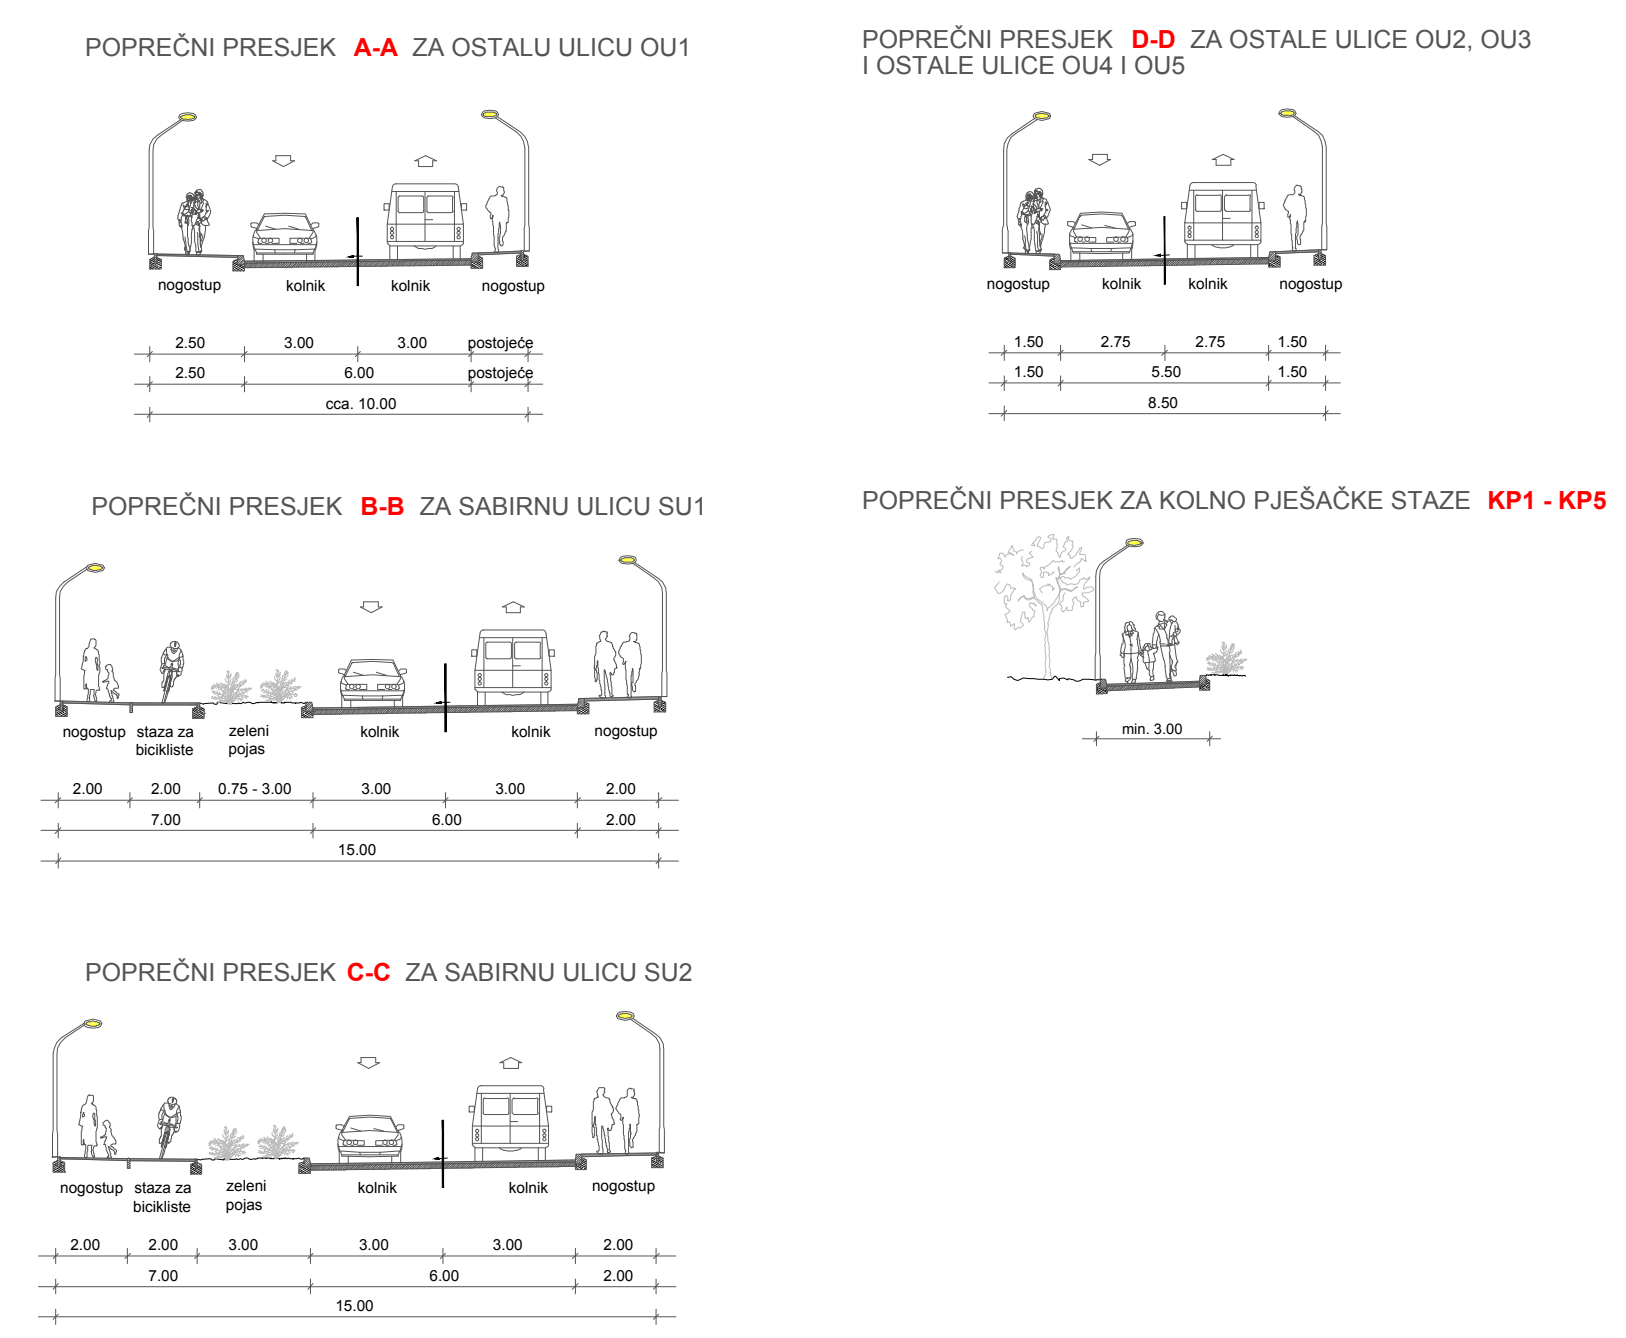 POPREČNI PRESJEK A-A ZA OSTALU ULICU OU1
nogostup kolnik kolnik nogostup
2.50 3.00 3.00 postojeće
2.50 6.00 postojeće
cca. 10.00
POPREČNI PRESJEK D-D ZA OSTALE ULICE OU2, OU3
I OSTALE ULICE OU4 I OU5
nogostup kolnik kolnik nogostup
1.50 2.75 2.75 1.50
1.50 5.50 1.50
8.50
POPREČNI PRESJEK B-B ZA SABIRNU ULICU SU1
nogostup staza za zeleni kolnik kolnik nogostup
bicikliste pojas
2.00 2.00 0.75 - 3.00 3.00 3.00 2.00
7.00 6.00 2.00
15.00
POPREČNI PRESJEK ZA KOLNO PJEŠAČKE STAZE KP1 - KP5
min. 3.00
POPREČNI PRESJEK C-C ZA SABIRNU ULICU SU2
nogostup staza za zeleni kolnik kolnik nogostup
bicikliste pojas
2.00 2.00 3.00 3.00 3.00 2.00
7.00 6.00 2.00
15.00